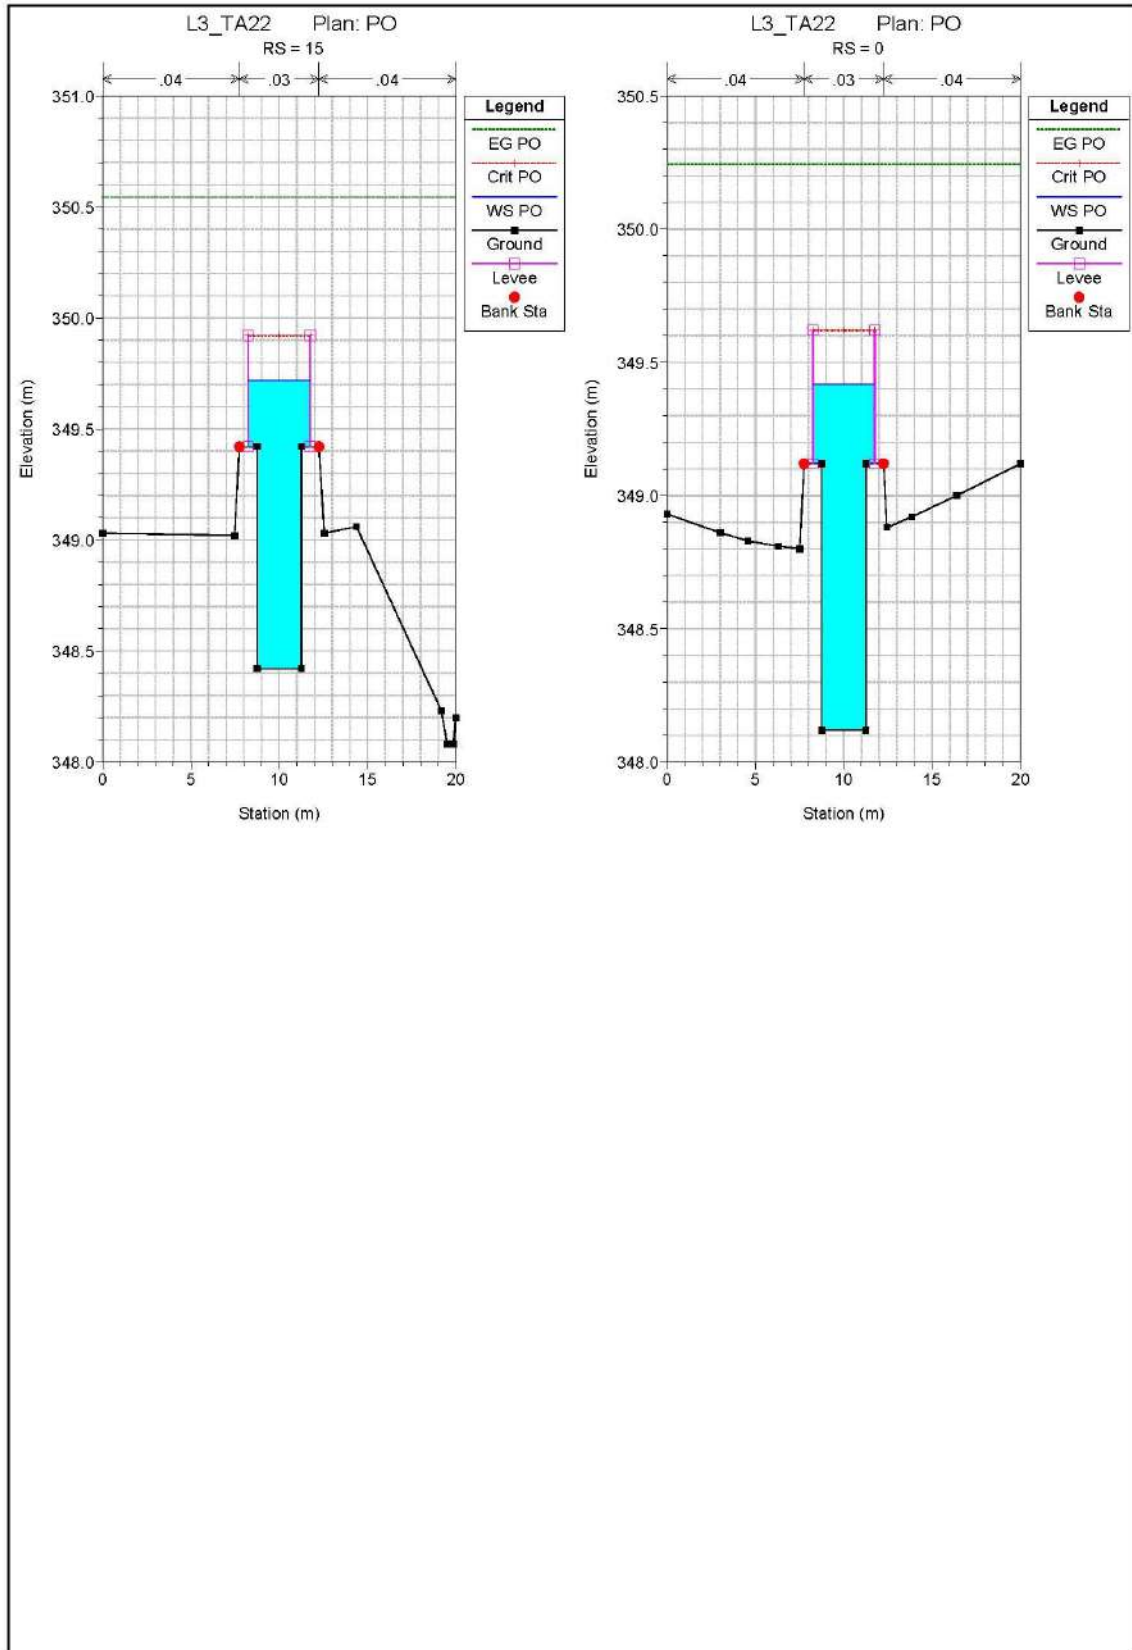 L3_TA22 Plan: PO
RS = 15
.04 .03 .04
351.0
350.5
350.0
349.5
349.0
348.5
348.0
0 5 10 15 20
Elevation (m)
Station (m)
Legend
EG PO
Crit PO
WS PO
Ground
Levee
Bank Sta
L3_TA22 Plan: PO
RS = 0
.04 .03 .04
350.5
350.0
349.5
349.0
348.5
348.0
0 5 10 15 20
Elevation (m)
Station (m)
Legend
EG PO
Crit PO
WS PO
Ground
Levee
Bank Sta